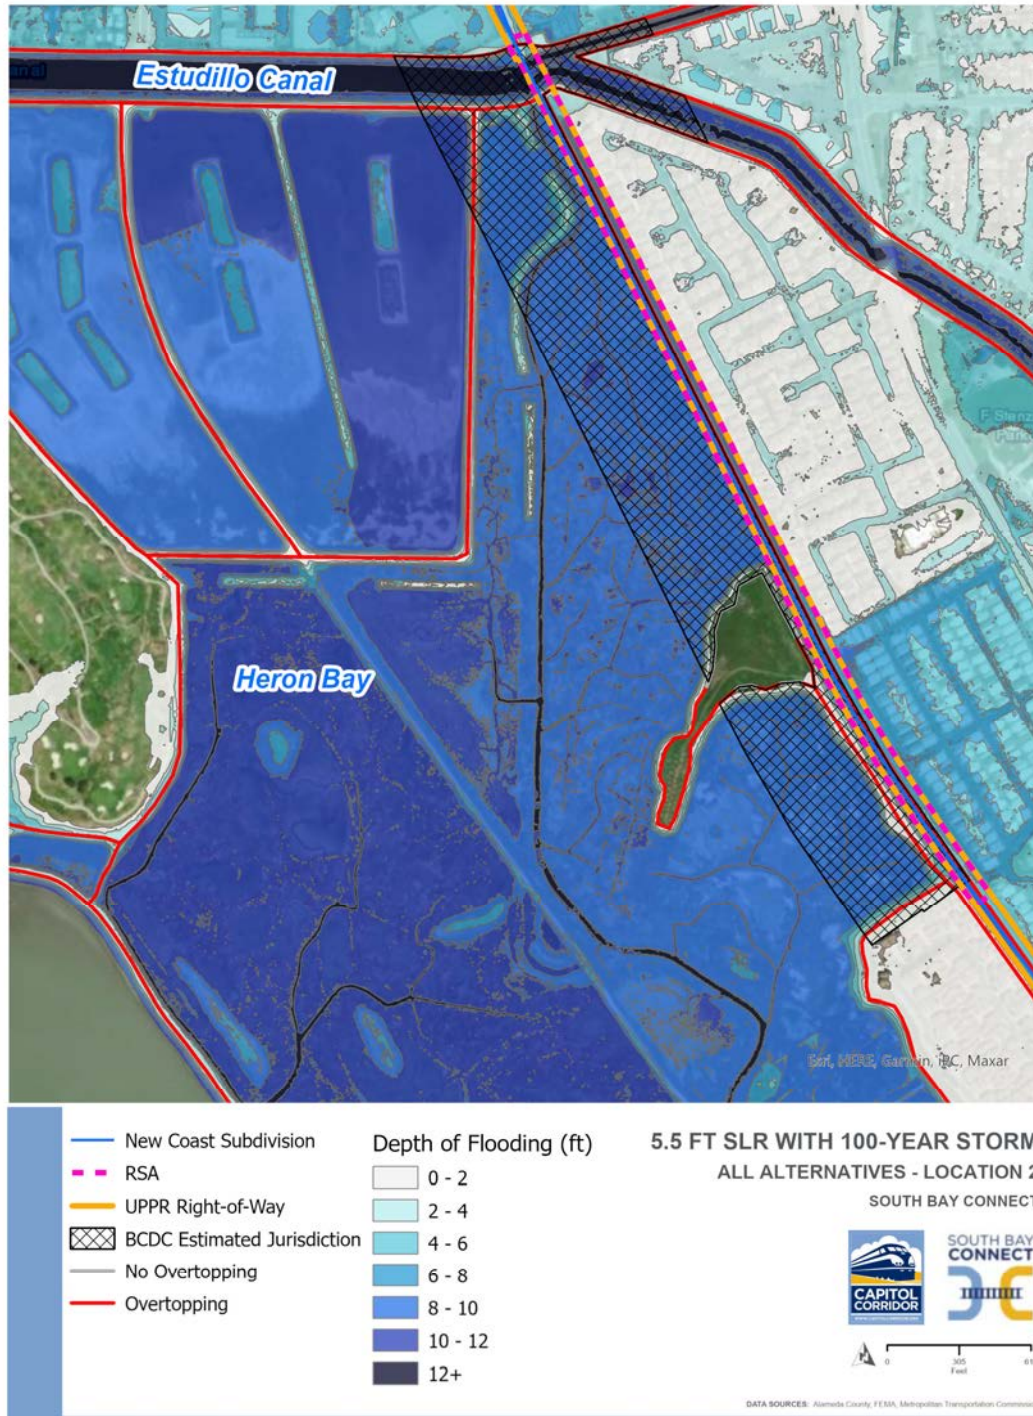 Estudillo Canal
Heron Bay
Esri, HERE, Garmin, iPC, Maxar
New Coast Subdivision
RSA
UPPR Right-of-Way
BCDC Estimated Jurisdiction
No Overtopping
Overtopping
Depth of Flooding (ft)
0 - 2
2 - 4
4 - 6
6 - 8
8 - 10
10 - 12
12+
5.5 FT SLR WITH 100-YEAR STORM
ALL ALTERNATIVES - LOCATION 2
SOUTH BAY CONNECT
CAPITOL
CORRIDOR
SOUTH BAY
CONNECT
0 305 61
Feet
DATA SOURCES: Alameda County, FEMA, Metropolitan Transportation